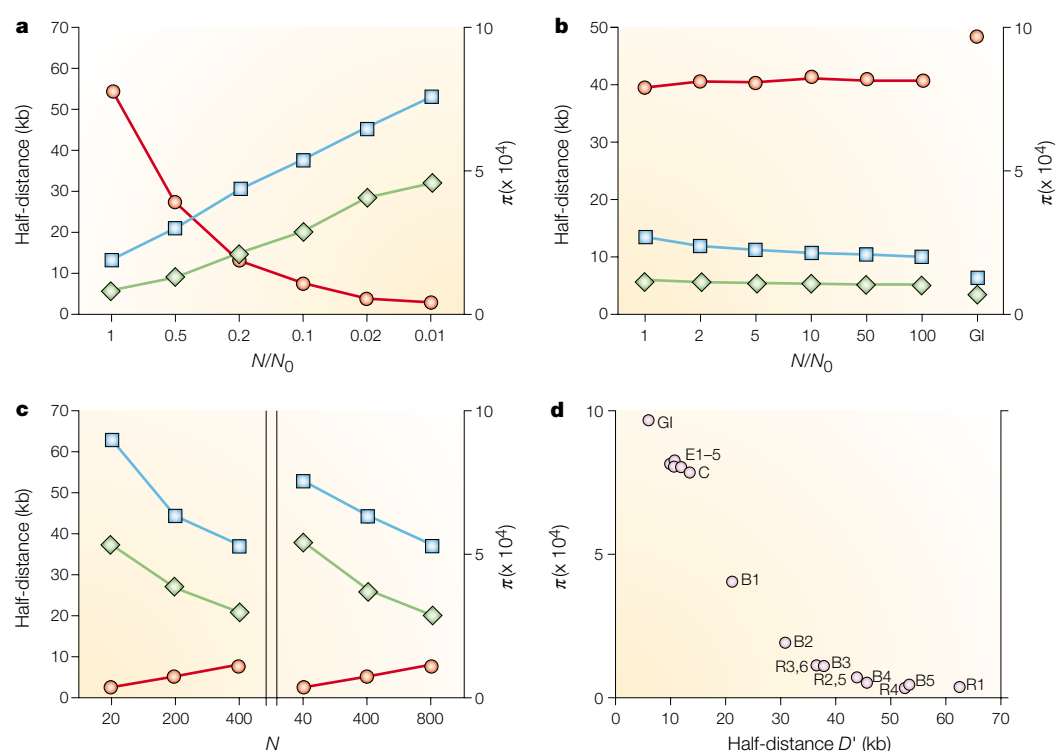 a
70
60
50
40
30
20
10
0
Half-distance (kb)
10
5
0
π(x 10⁴)
1 0.5 0.2 0.1 0.02 0.01
N/N₀
b
50
40
30
20
10
0
Half-distance (kb)
10
5
0
π(x 10⁴)
1 2 5 10 50 100 GI
N/N₀
c
70
60
50
40
30
20
10
0
Half-distance (kb)
10
5
0
π(x 10⁴)
20 200 400 40 400 800
N
d
10
5
0
π(x 10⁴)
GI
E1–5
C
B1
B2
R3,6 B3
R2,5 B4
R4 B5 R1
0 10 20 30 40 50 60 70
Half-distance D' (kb)